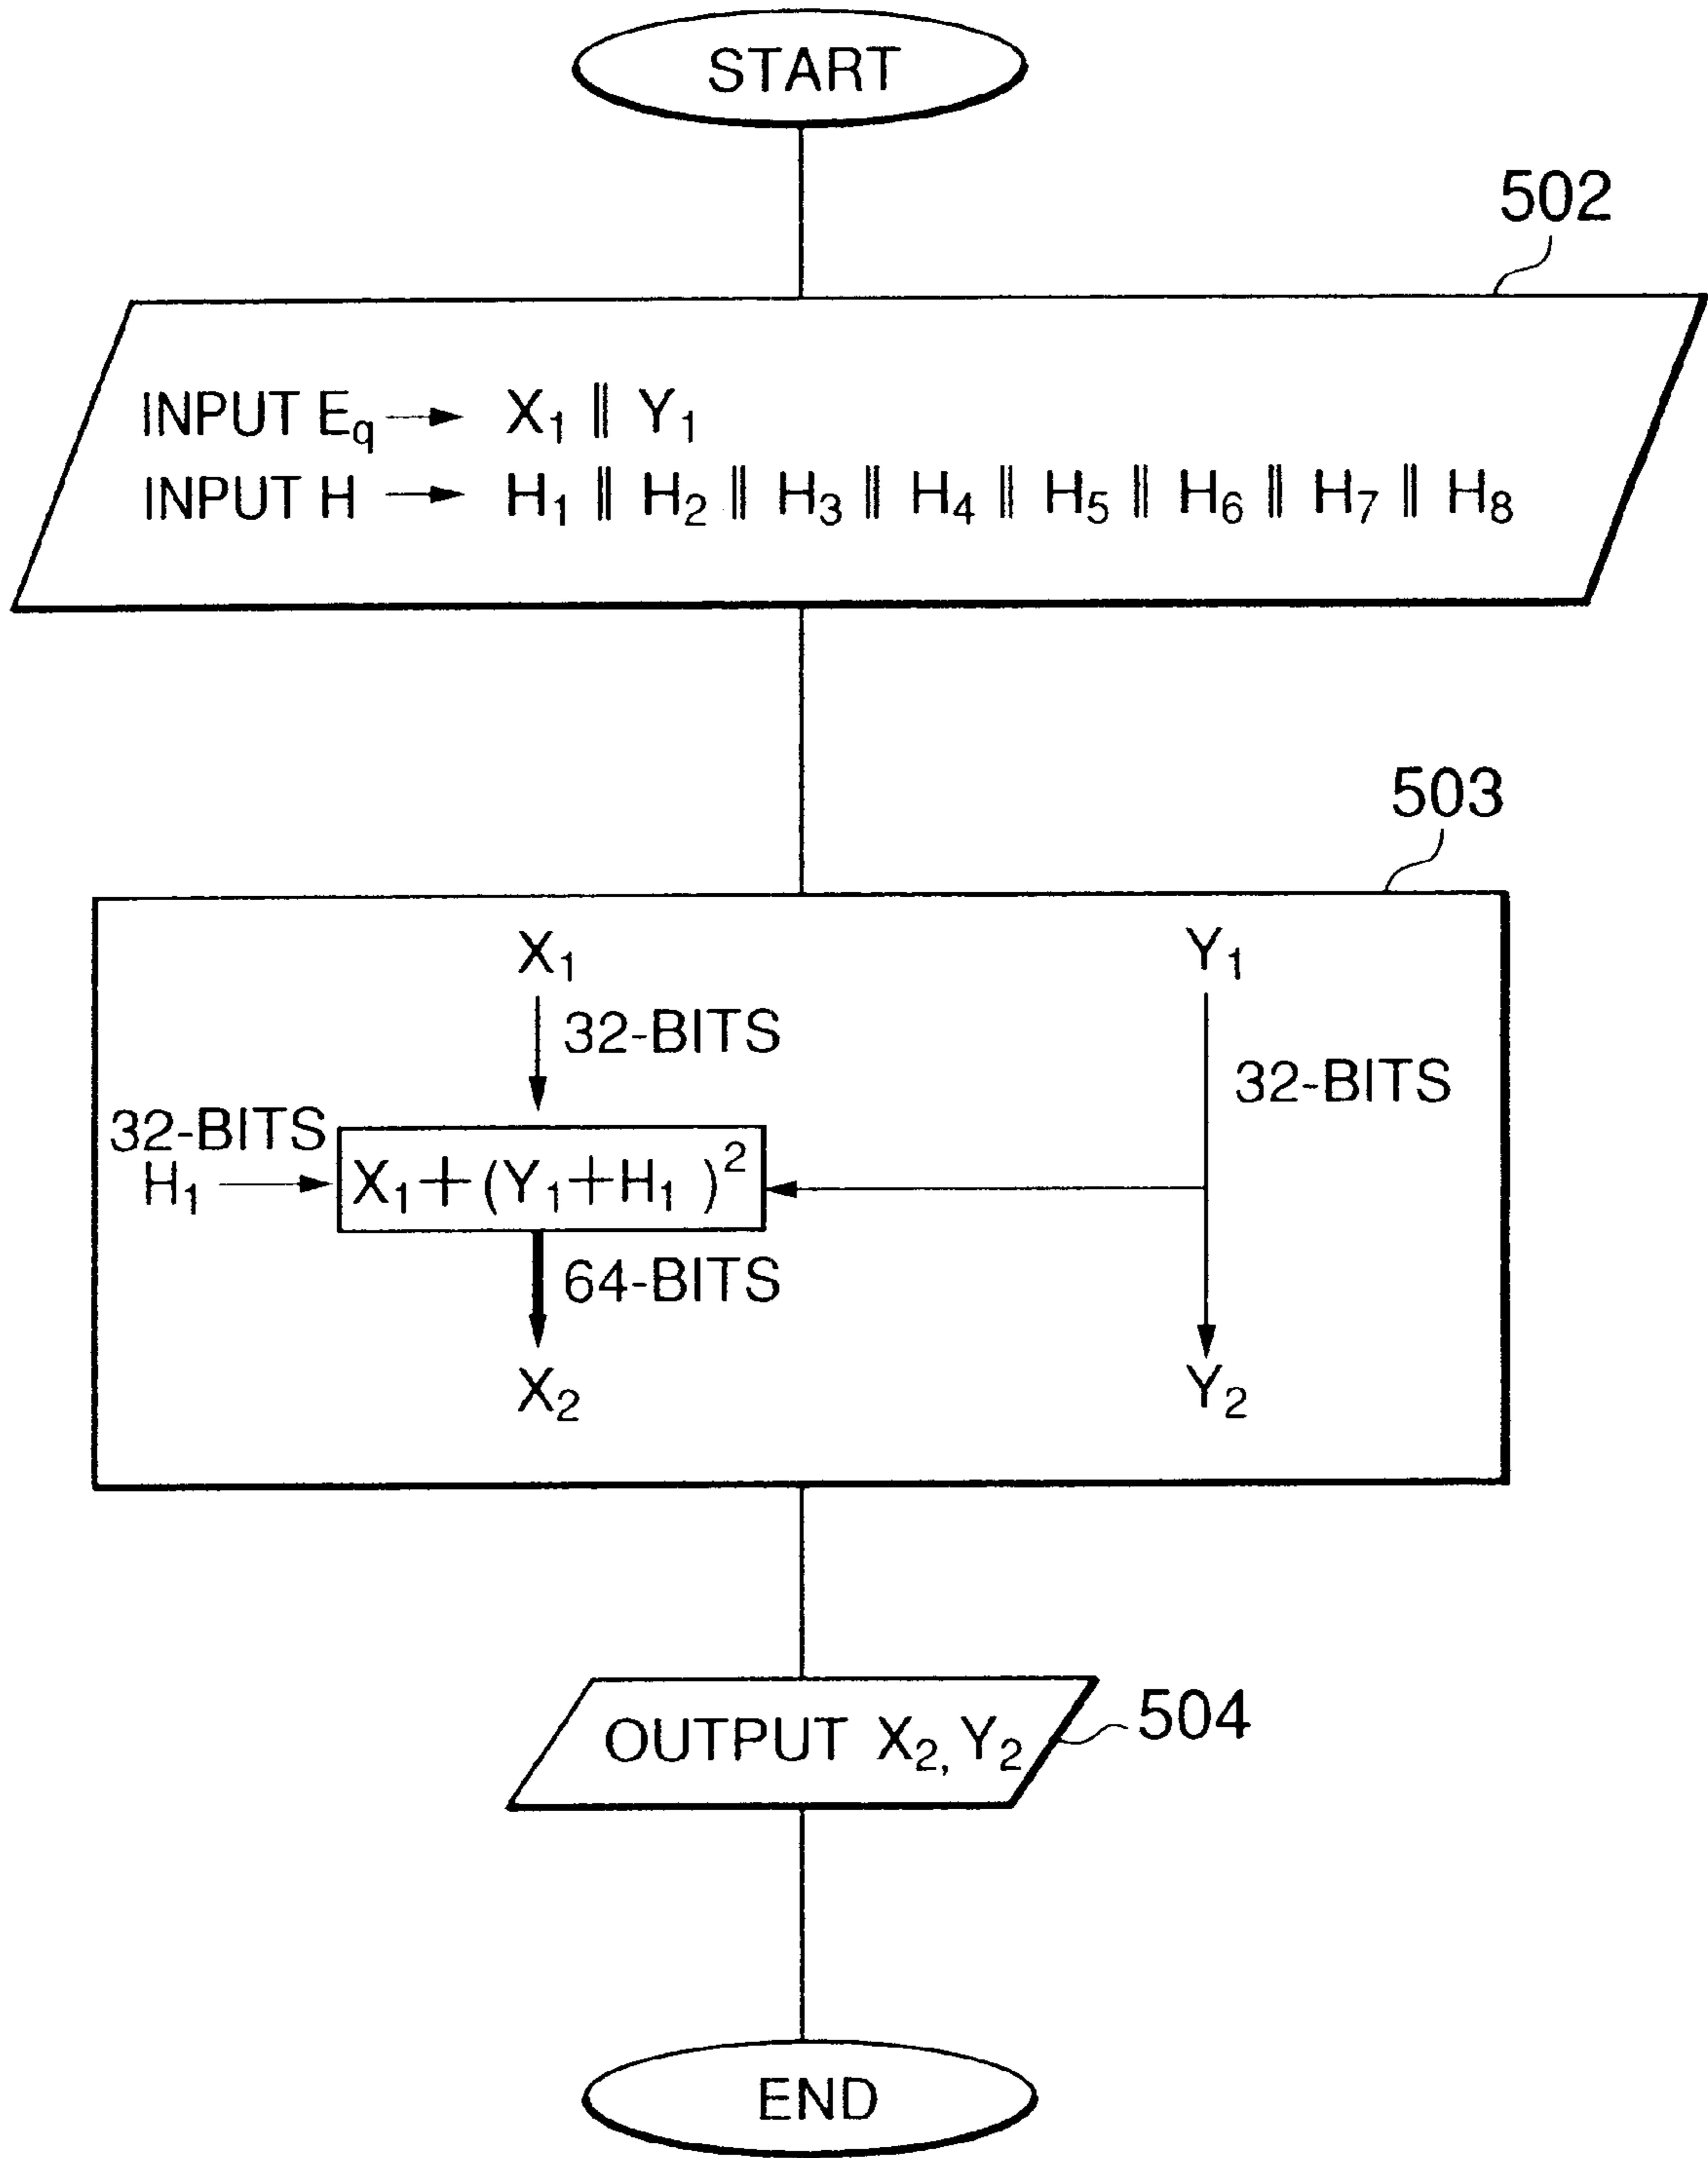 START
502
INPUT E_q → X₁ ‖ Y₁
INPUT H → H₁ ‖ H₂ ‖ H₃ ‖ H₄ ‖ H₅ ‖ H₆ ‖ H₇ ‖ H₈
503
X₁ Y₁
32-BITS
32-BITS
32-BITS
H₁ X₁+(Y₁+H₁)²
64-BITS
X₂ Y₂
OUTPUT X₂, Y₂ 504
END